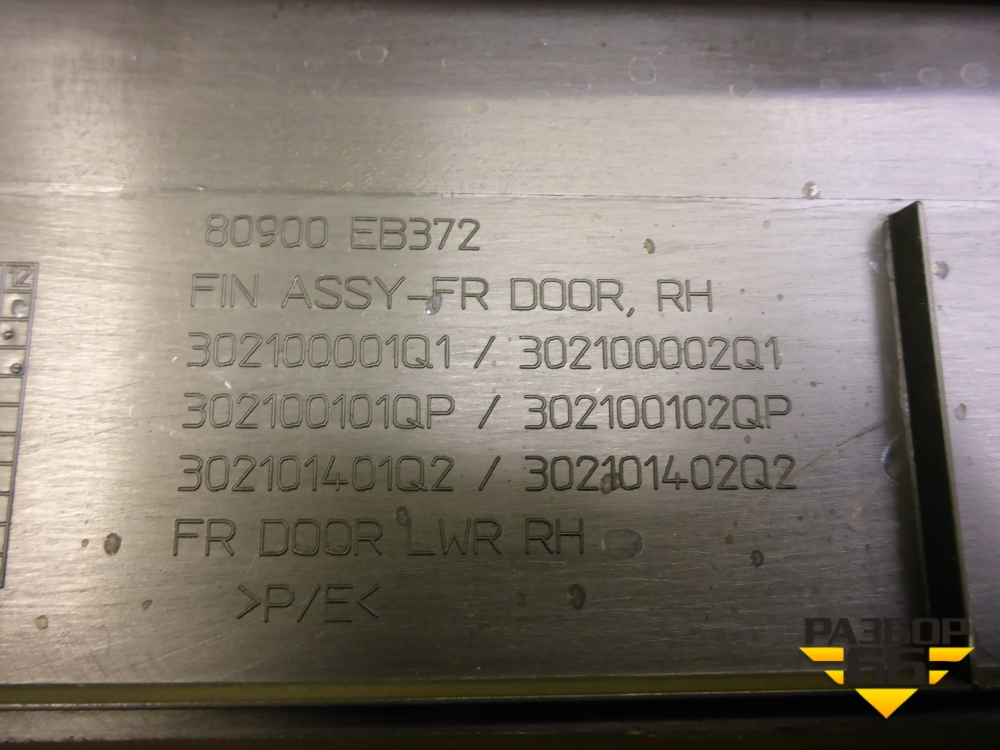 80900 EB372
FIN ASSY-FR DOOR, RH
302100001Q1 / 302100002Q1
302100101QP / 302100102QP
302101401Q2 / 302101402Q2
FR DOOR LWR RH
>P/E<
12
РАЗБОР
66